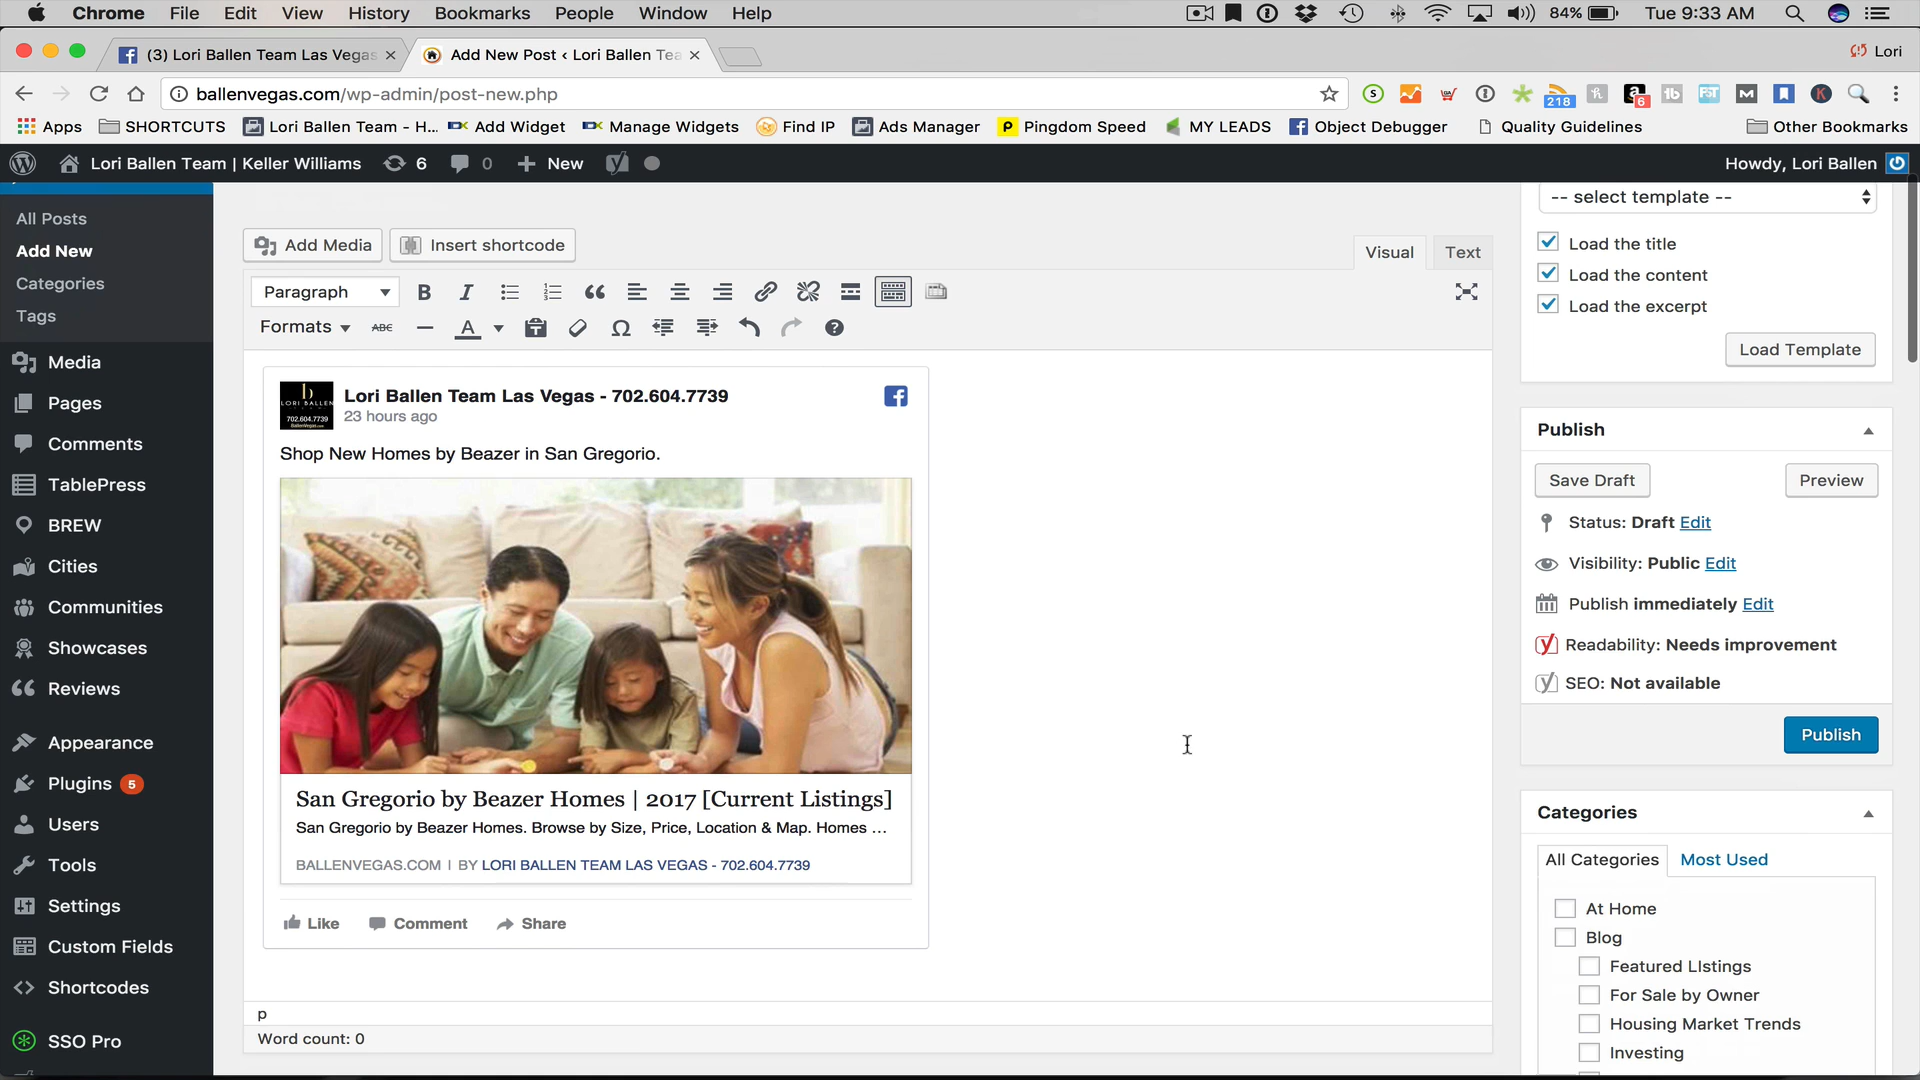 Chrome File Edit View History Bookmarks People Window Help 84% Tue 9:33 AM
(3) Lori Ballen Team Las Vegas Add New Post ‹ Lori Ballen Tea Lori
ballenvegas.com/wp-admin/post-new.php 218 6
Apps SHORTCUTS Lori Ballen Team - H... Add Widget Manage Widgets Find IP Ads Manager Pingdom Speed MY LEADS Object Debugger Quality Guidelines Other Bookmarks
Lori Ballen Team | Keller Williams 6 0 New Howdy, Lori Ballen
All Posts
Add New
Categories
Tags
Media
Pages
Comments
TablePress
BREW
Cities
Communities
Showcases
Reviews
Appearance
Plugins 5
Users
Tools
Settings
Custom Fields
Shortcodes
SSO Pro
Add Media Insert shortcode Visual Text
Paragraph B I
Formats ABC A
Lori Ballen Team Las Vegas - 702.604.7739
23 hours ago
LORI BALLEN
702.604.7739
Shop New Homes by Beazer in San Gregorio.
San Gregorio by Beazer Homes | 2017 [Current Listings]
San Gregorio by Beazer Homes. Browse by Size, Price, Location & Map. Homes ...
BALLENVEGAS.COM | BY LORI BALLEN TEAM LAS VEGAS - 702.604.7739
Like Comment Share
p
Word count: 0
-- select template --
Load the title
Load the content
Load the excerpt
Load Template
Publish
Save Draft Preview
Status: Draft Edit
Visibility: Public Edit
Publish immediately Edit
Readability: Needs improvement
SEO: Not available
Publish
Categories
All Categories Most Used
At Home
Blog
Featured LIstings
For Sale by Owner
Housing Market Trends
Investing